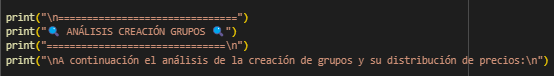 print("\n===============================")
print("🔍 ANÁLISIS CREACIÓN GRUPOS 🔍")
print("===============================\n")
print("\nA continuación el análisis de la creación de grupos y su distribución de precios:\n")